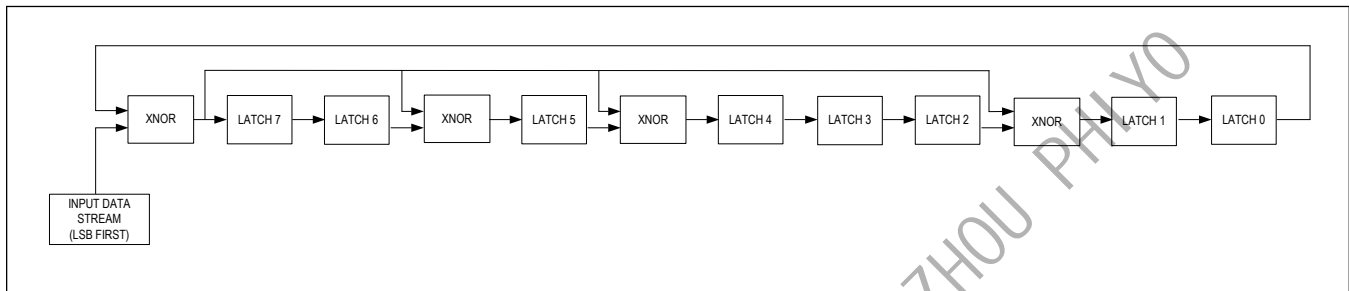 XNOR
LATCH 7
LATCH 6
XNOR
LATCH 5
XNOR
LATCH 4
LATCH 3
LATCH 2
XNOR
LATCH 1
LATCH 0
INPUT DATA
STREAM
(LSB FIRST)
ZHOU PHIYO